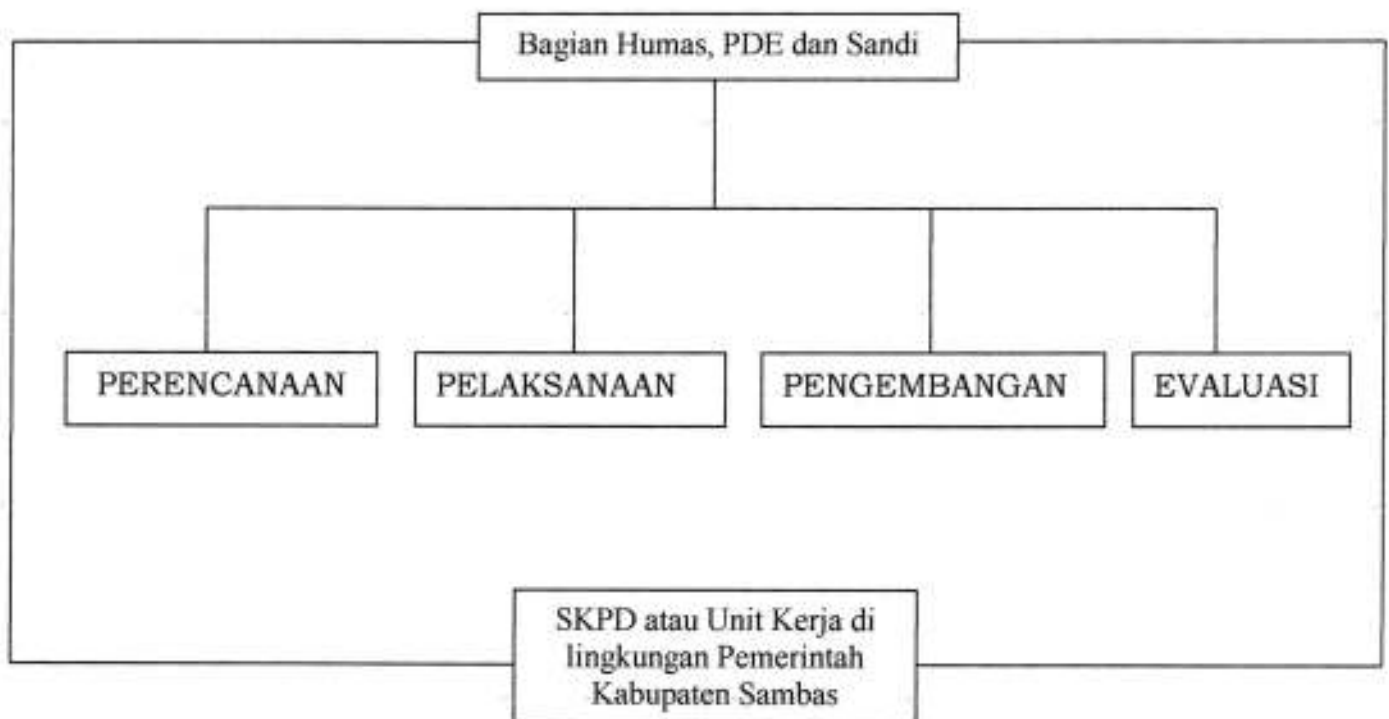 Bagian Humas, PDE dan Sandi
PERENCANAAN
PELAKSANAAN
PENGEMBANGAN
EVALUASI
SKPD atau Unit Kerja di
lingkungan Pemerintah
Kabupaten Sambas